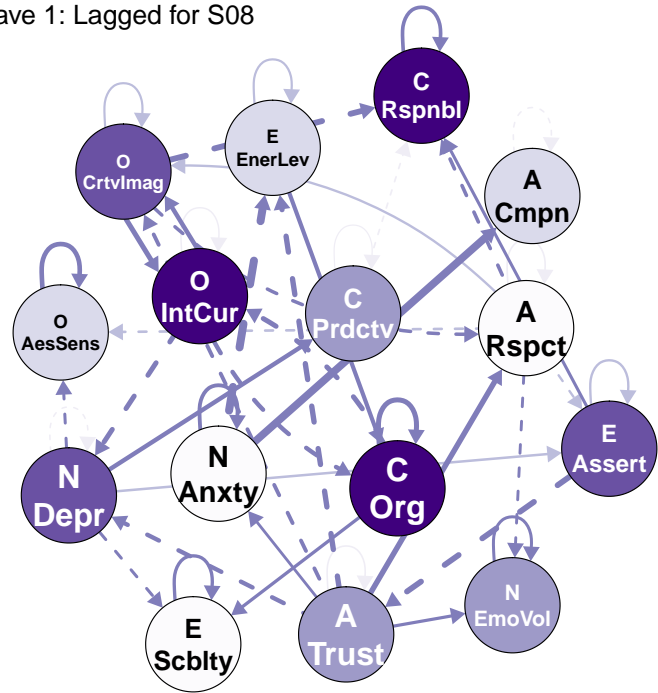 ave 1: Lagged for S08
C
Rspnbl
E
EnerLev
O
CrtvImag
A
Cmpn
O
IntCur
C
Prdctv
A
Rspct
O
AesSens
E
Assert
N
Anxty
C
Org
N
Depr
N
EmoVol
E
Scblty
A
Trust